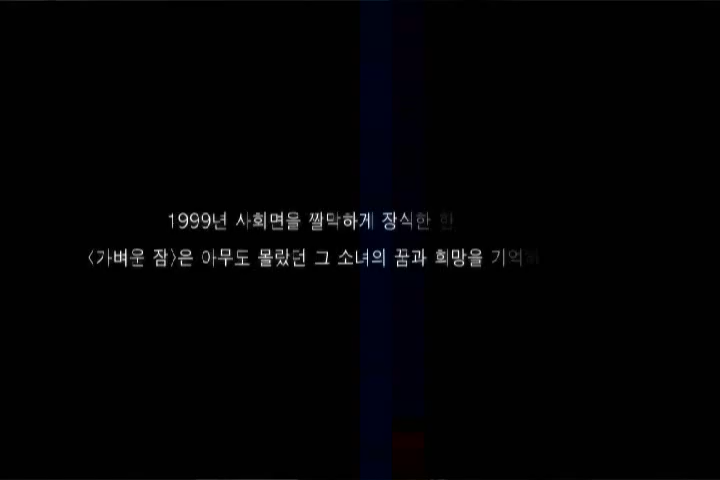 1999년 사회면을 짤막하게 장식한 한
<가벼운 잠>은 아무도 몰랐던 그 소녀의 꿈과 희망을 기억